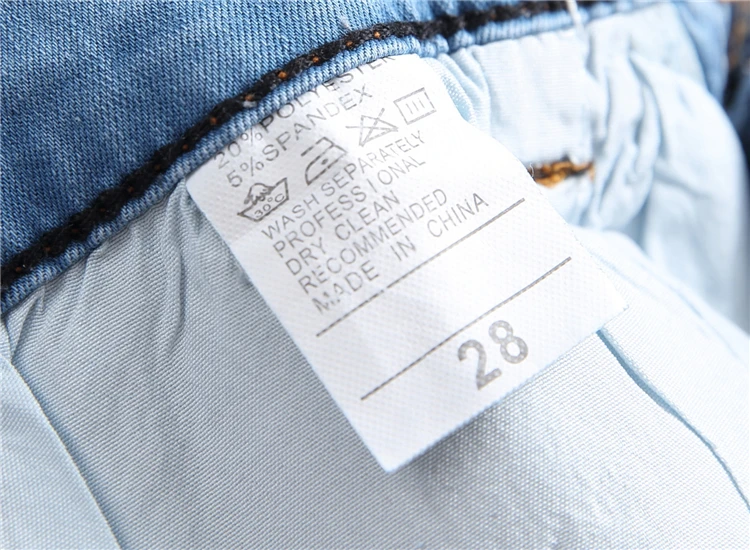 20% POLYESTER
5% SPANDEX
30°C
WASH SEPARATELY
PROFESSIONAL
DRY CLEAN
RECOMMENDED
MADE IN CHINA
28